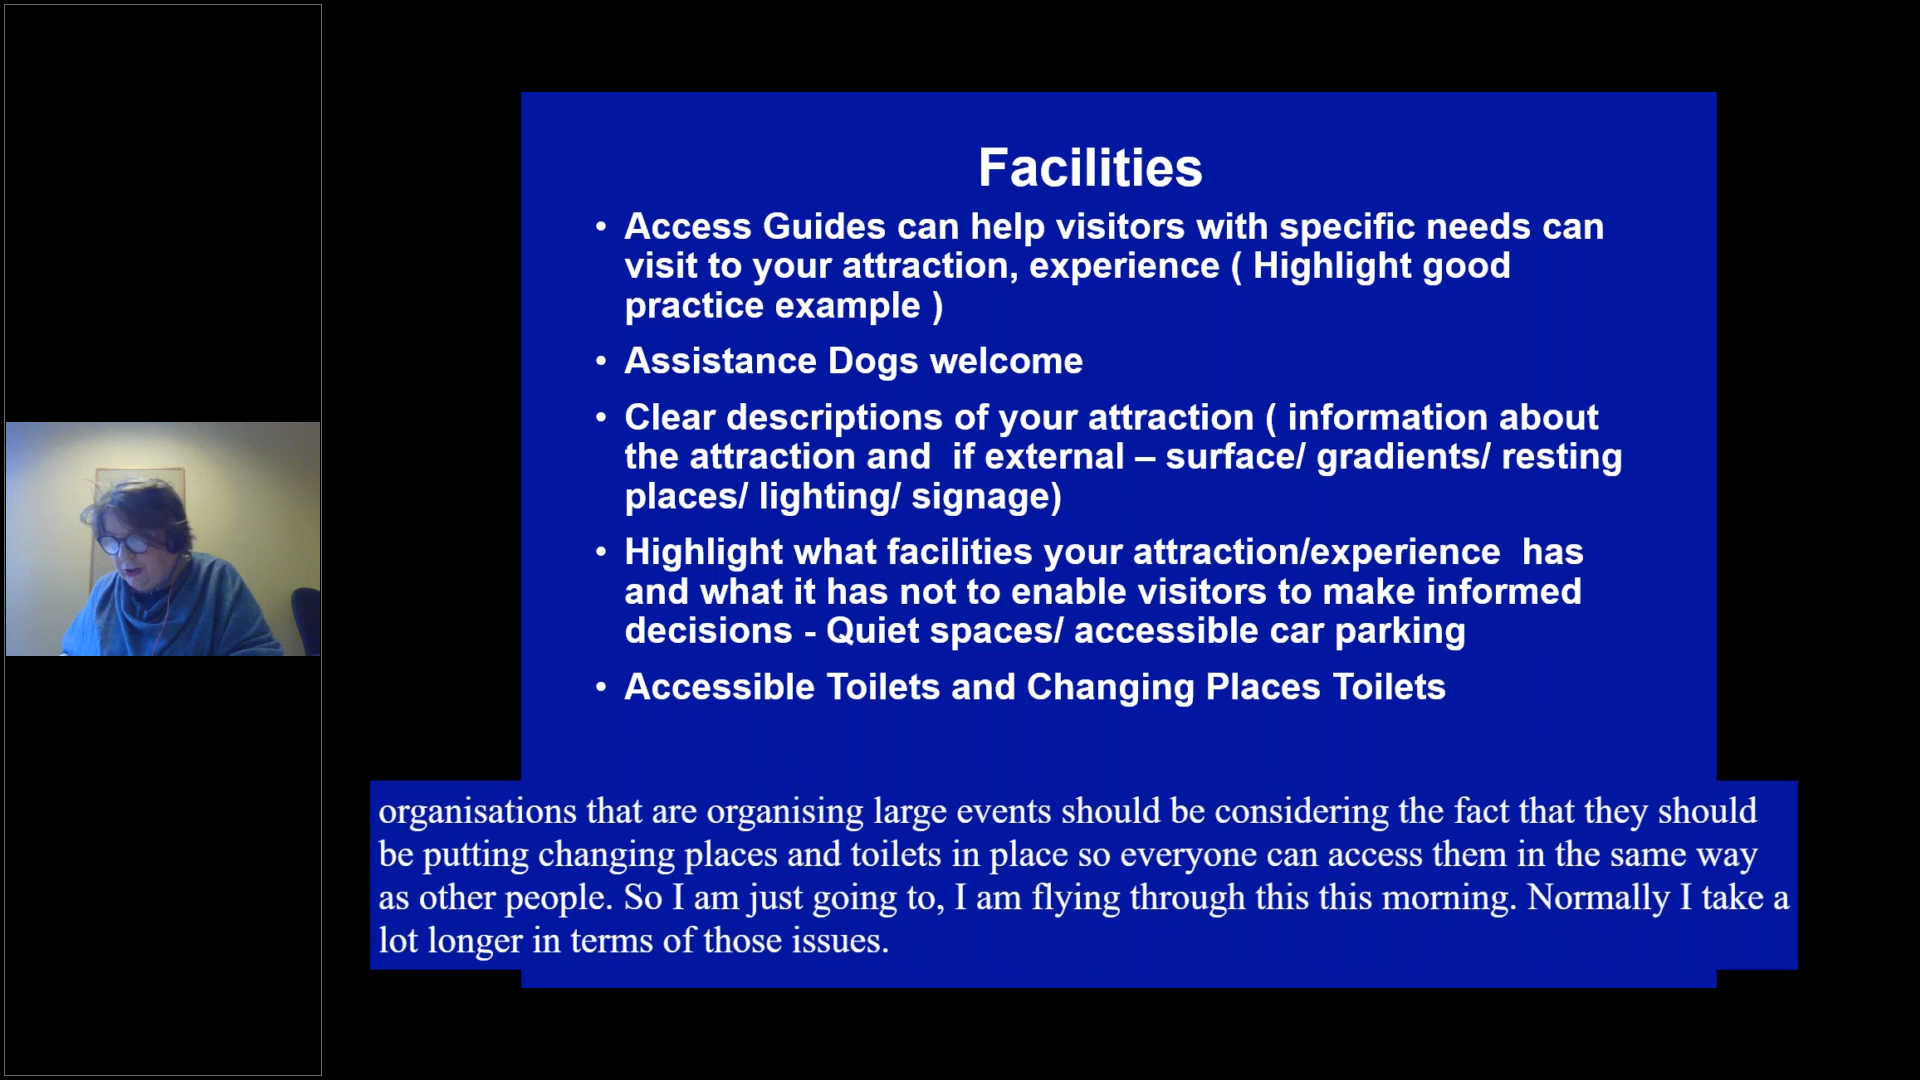 Facilities
• Access Guides can help visitors with specific needs can
visit to your attraction, experience ( Highlight good
practice example )
• Assistance Dogs welcome
• Clear descriptions of your attraction ( information about
the attraction and  if external – surface/ gradients/ resting
places/ lighting/ signage)
• Highlight what facilities your attraction/experience  has
and what it has not to enable visitors to make informed
decisions - Quiet spaces/ accessible car parking
• Accessible Toilets and Changing Places Toilets
organisations that are organising large events should be considering the fact that they should
be putting changing places and toilets in place so everyone can access them in the same way
as other people. So I am just going to, I am flying through this this morning. Normally I take a
lot longer in terms of those issues.